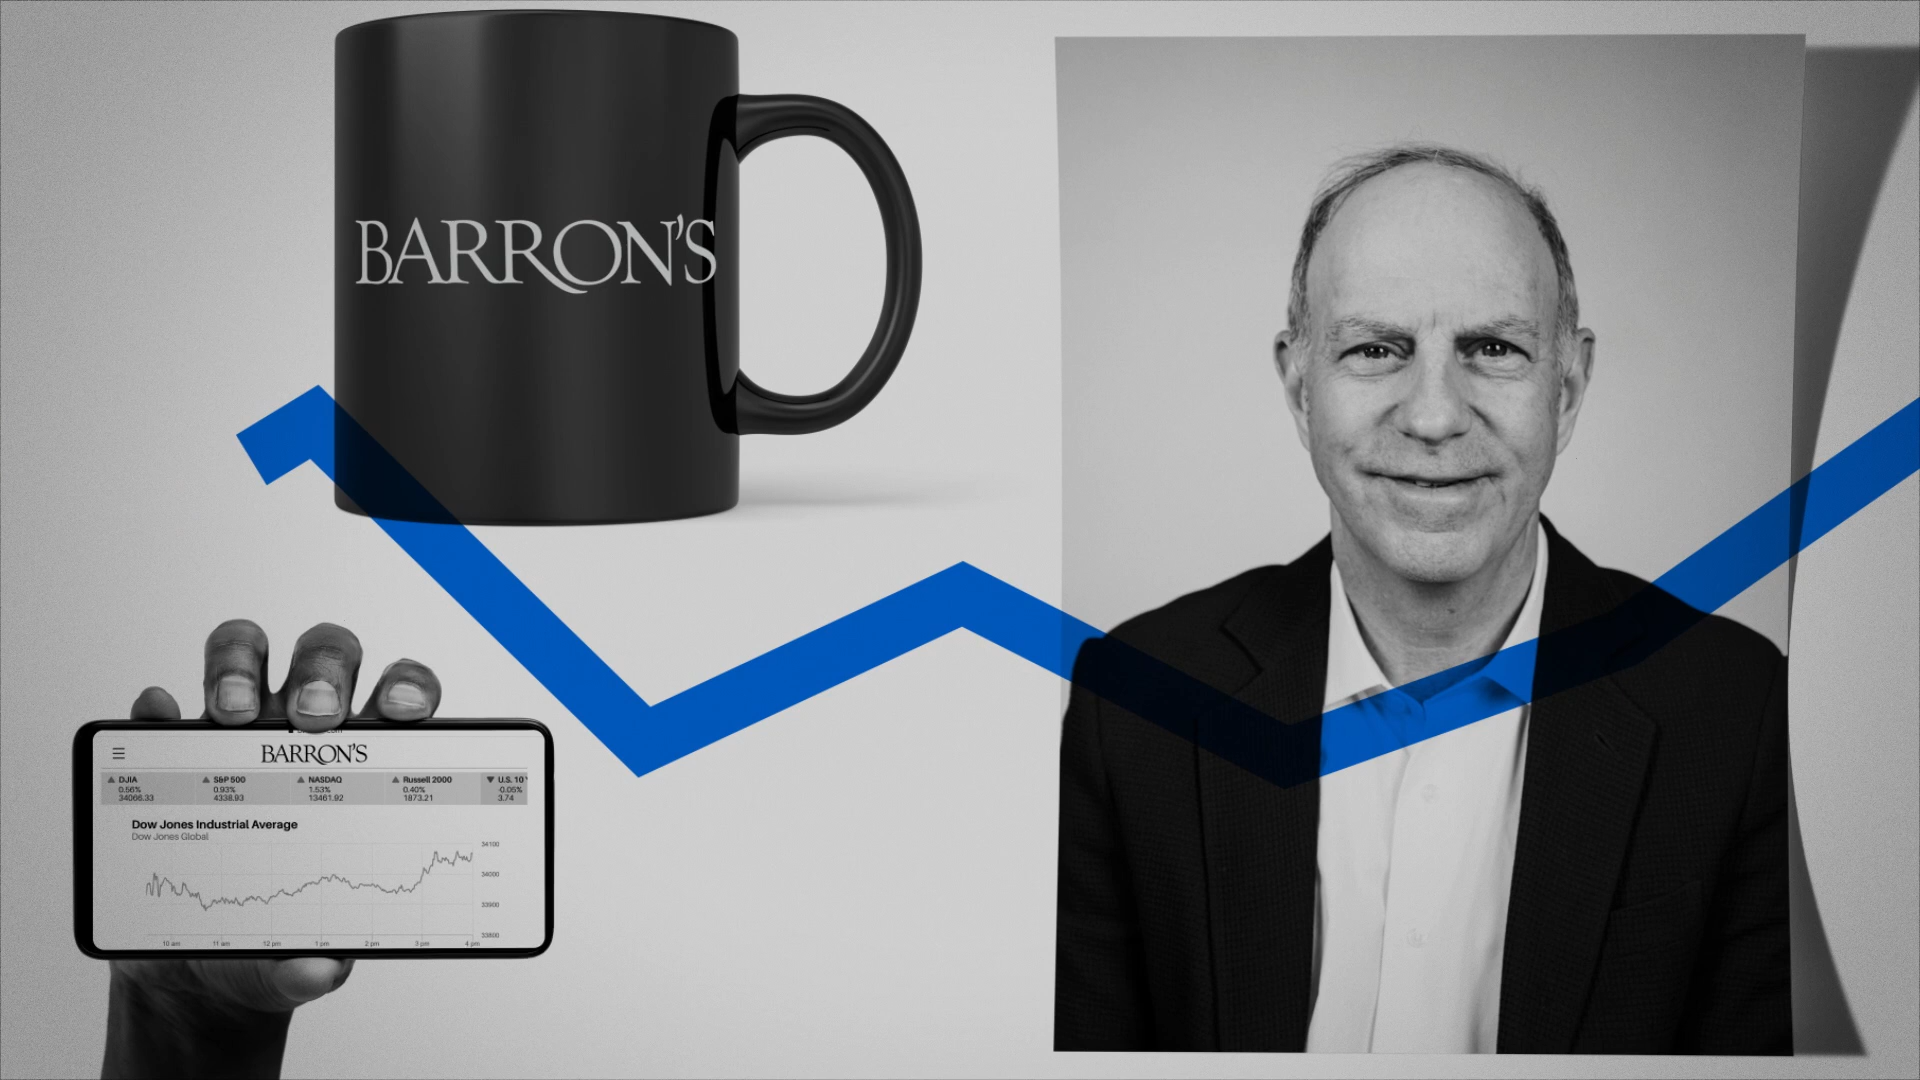 BARRON'S
BARRON'S
DJIA
0.56%
34066.33
S&P 500
0.93%
4338.93
NASDAQ
1.53%
13461.92
Russell 2000
0.40%
1873.21
U.S. 10
-0.05%
3.74
Dow Jones Industrial Average
Dow Jones Global
34100
34000
33900
33800
10 am 11 am 12 pm 1 pm 2 pm 3 pm 4 pm